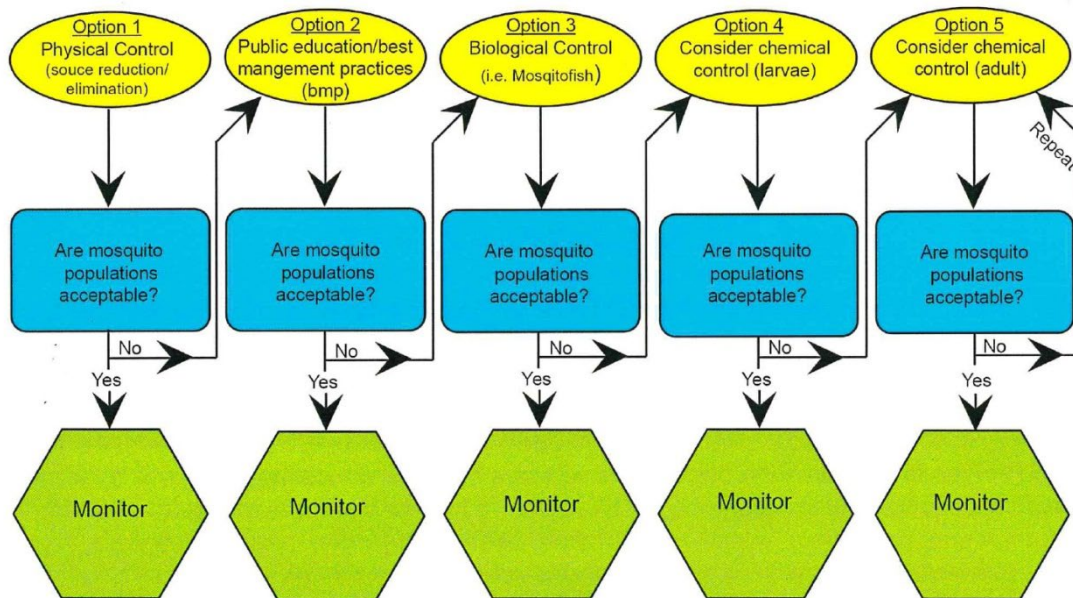 Option 1
Physical Control
(souce reduction/
elimination)
Option 2
Public education/best
mangement practices
(bmp)
Option 3
Biological Control
(i.e. Mosqitofish)
Option 4
Consider chemical
control (larvae)
Option 5
Consider chemical
control (adult)
Repeat
Are mosquito
populations
acceptable?
Are mosquito
populations
acceptable?
Are mosquito
populations
acceptable?
Are mosquito
populations
acceptable?
Are mosquito
populations
acceptable?
No
No
No
No
No
Yes
Yes
Yes
Yes
Yes
Monitor
Monitor
Monitor
Monitor
Monitor